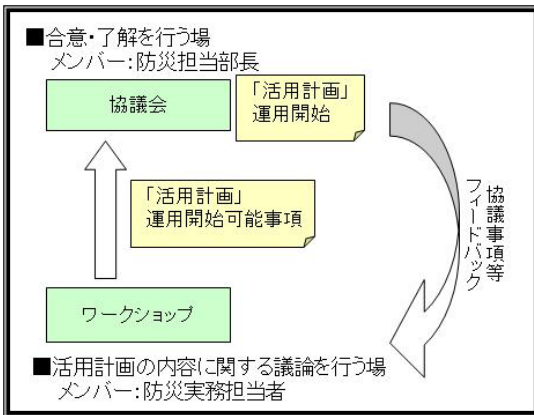 ■合意・了解を行う場
メンバー:防災担当部長
協議会
「活用計画」
運用開始
「活用計画」
運用開始可能事項
協議事項等
フィードバック
ワークショップ
■活用計画の内容に関する議論を行う場
メンバー:防災実務担当者